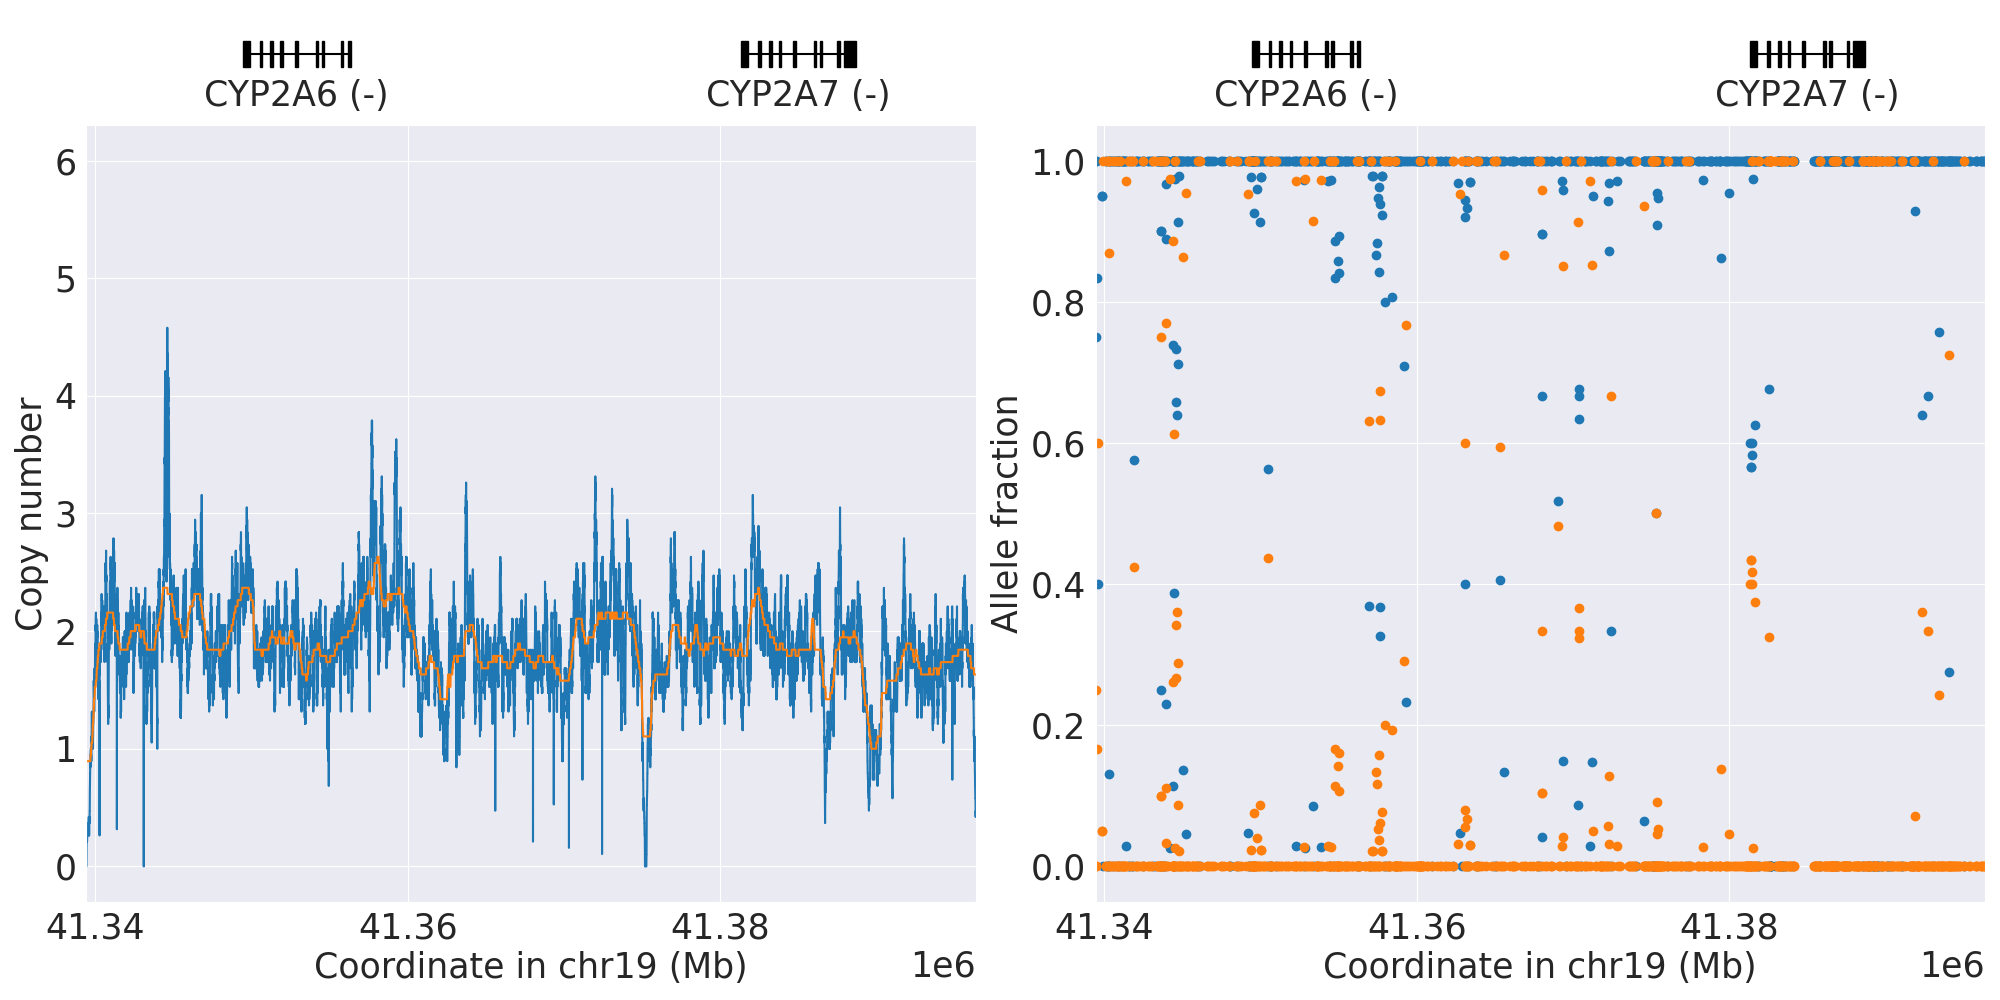 CYP2A6 (-)
CYP2A7 (-)
6
5
4
3
2
1
0
Copy number
41.34
41.36
41.38
Coordinate in chr19 (Mb)
1e6
CYP2A6 (-)
CYP2A7 (-)
1.0
0.8
0.6
0.4
0.2
0.0
Allele fraction
41.34
41.36
41.38
Coordinate in chr19 (Mb)
1e6